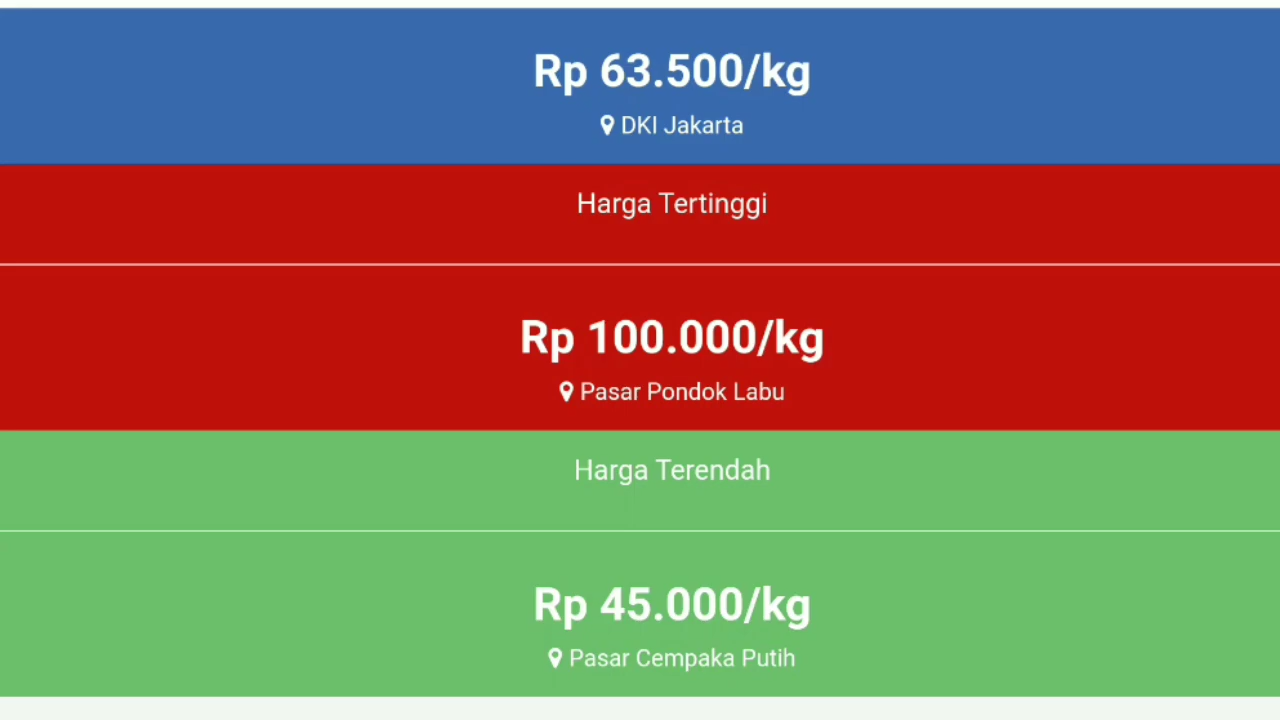 Rp 63.500/kg
DKI Jakarta
Harga Tertinggi
Rp 100.000/kg
Pasar Pondok Labu
Harga Terendah
Rp 45.000/kg
Pasar Cempaka Putih